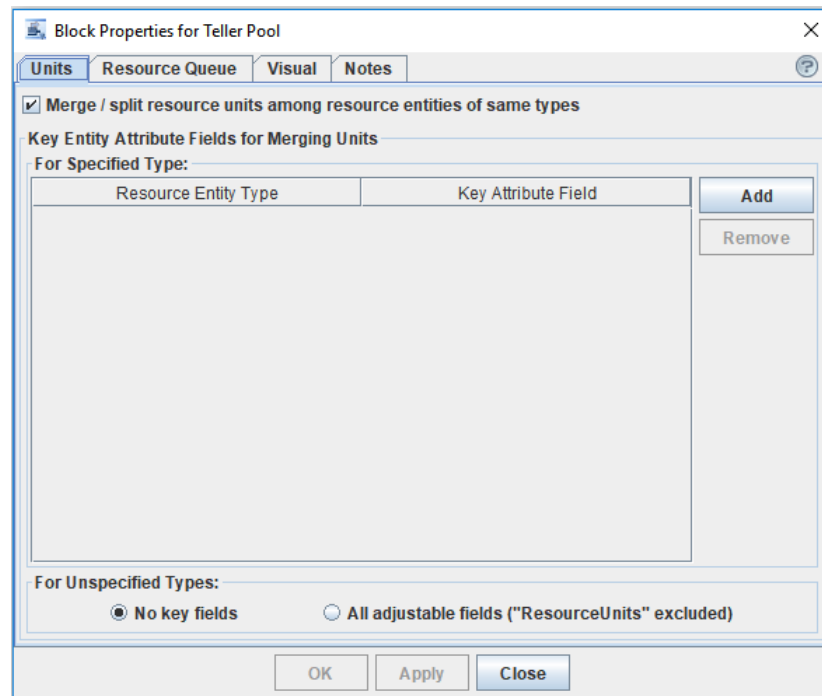 Block Properties for Teller Pool
Units Resource Queue Visual Notes ?
Merge / split resource units among resource entities of same types
Key Entity Attribute Fields for Merging Units
For Specified Type:
Resource Entity Type Key Attribute Field Add
Remove
For Unspecified Types:
No key fields All adjustable fields ("ResourceUnits" excluded)
OK Apply Close